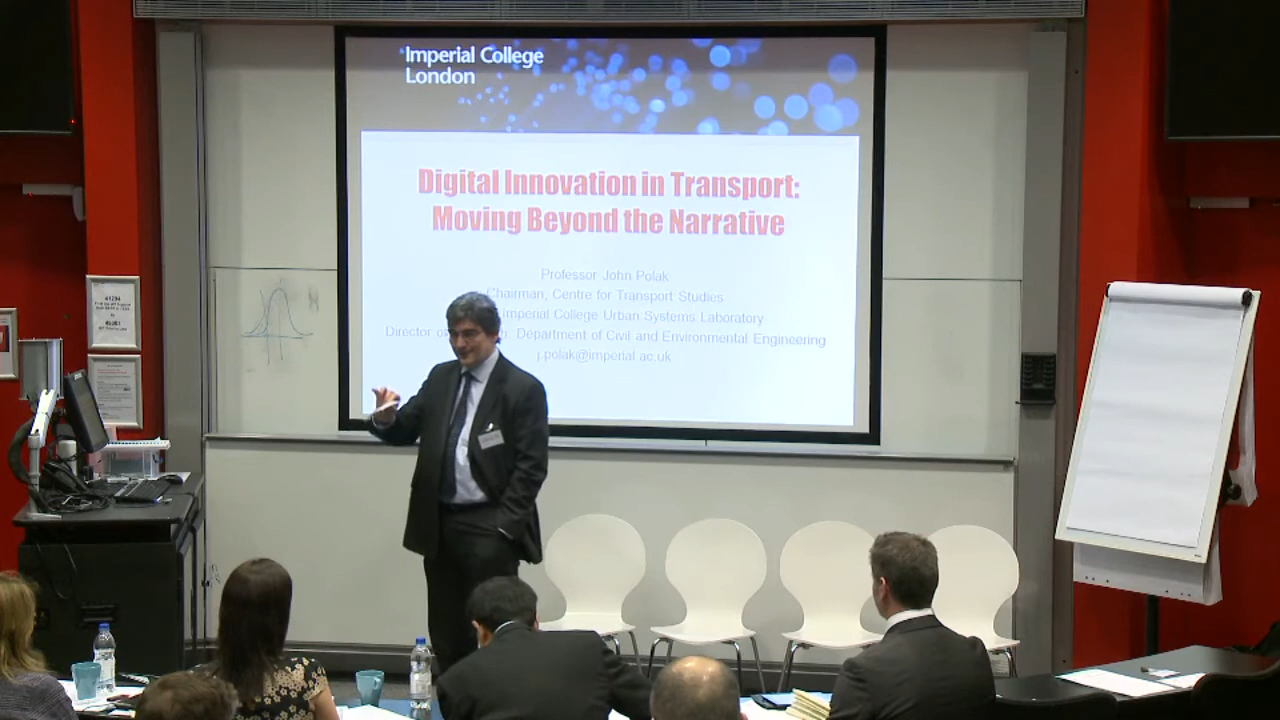 Imperial College
London
Digital Innovation in Transport:
Moving Beyond the Narrative
Professor John Polak
Chairman, Centre for Transport Studies
Imperial College Urban Systems Laboratory
Director Department of Civil and Environmental Engineering
j.polak@imperial.ac.uk